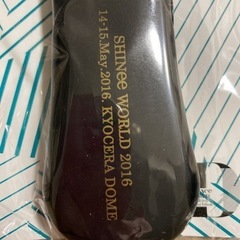 SHINee WORLD 2016
14-15.May.2016. KYOCERA DOME